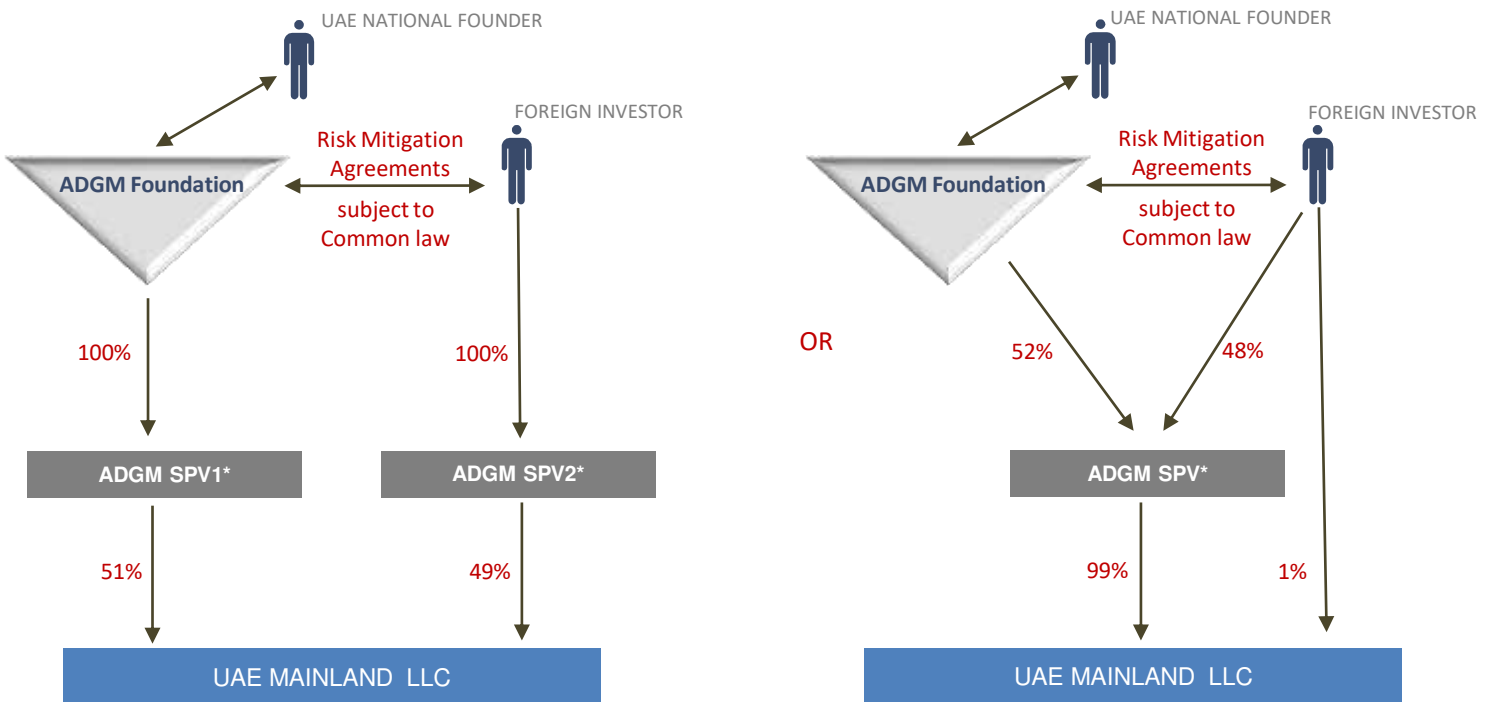 UAE NATIONAL FOUNDER
FOREIGN INVESTOR
Risk Mitigation
Agreements
ADGM Foundation
subject to
Common law
100%
100%
ADGM SPV1*
ADGM SPV2*
51%
49%
UAE MAINLAND LLC
OR
UAE NATIONAL FOUNDER
FOREIGN INVESTOR
Risk Mitigation
Agreements
ADGM Foundation
subject to
Common law
52%
48%
ADGM SPV*
99%
1%
UAE MAINLAND LLC